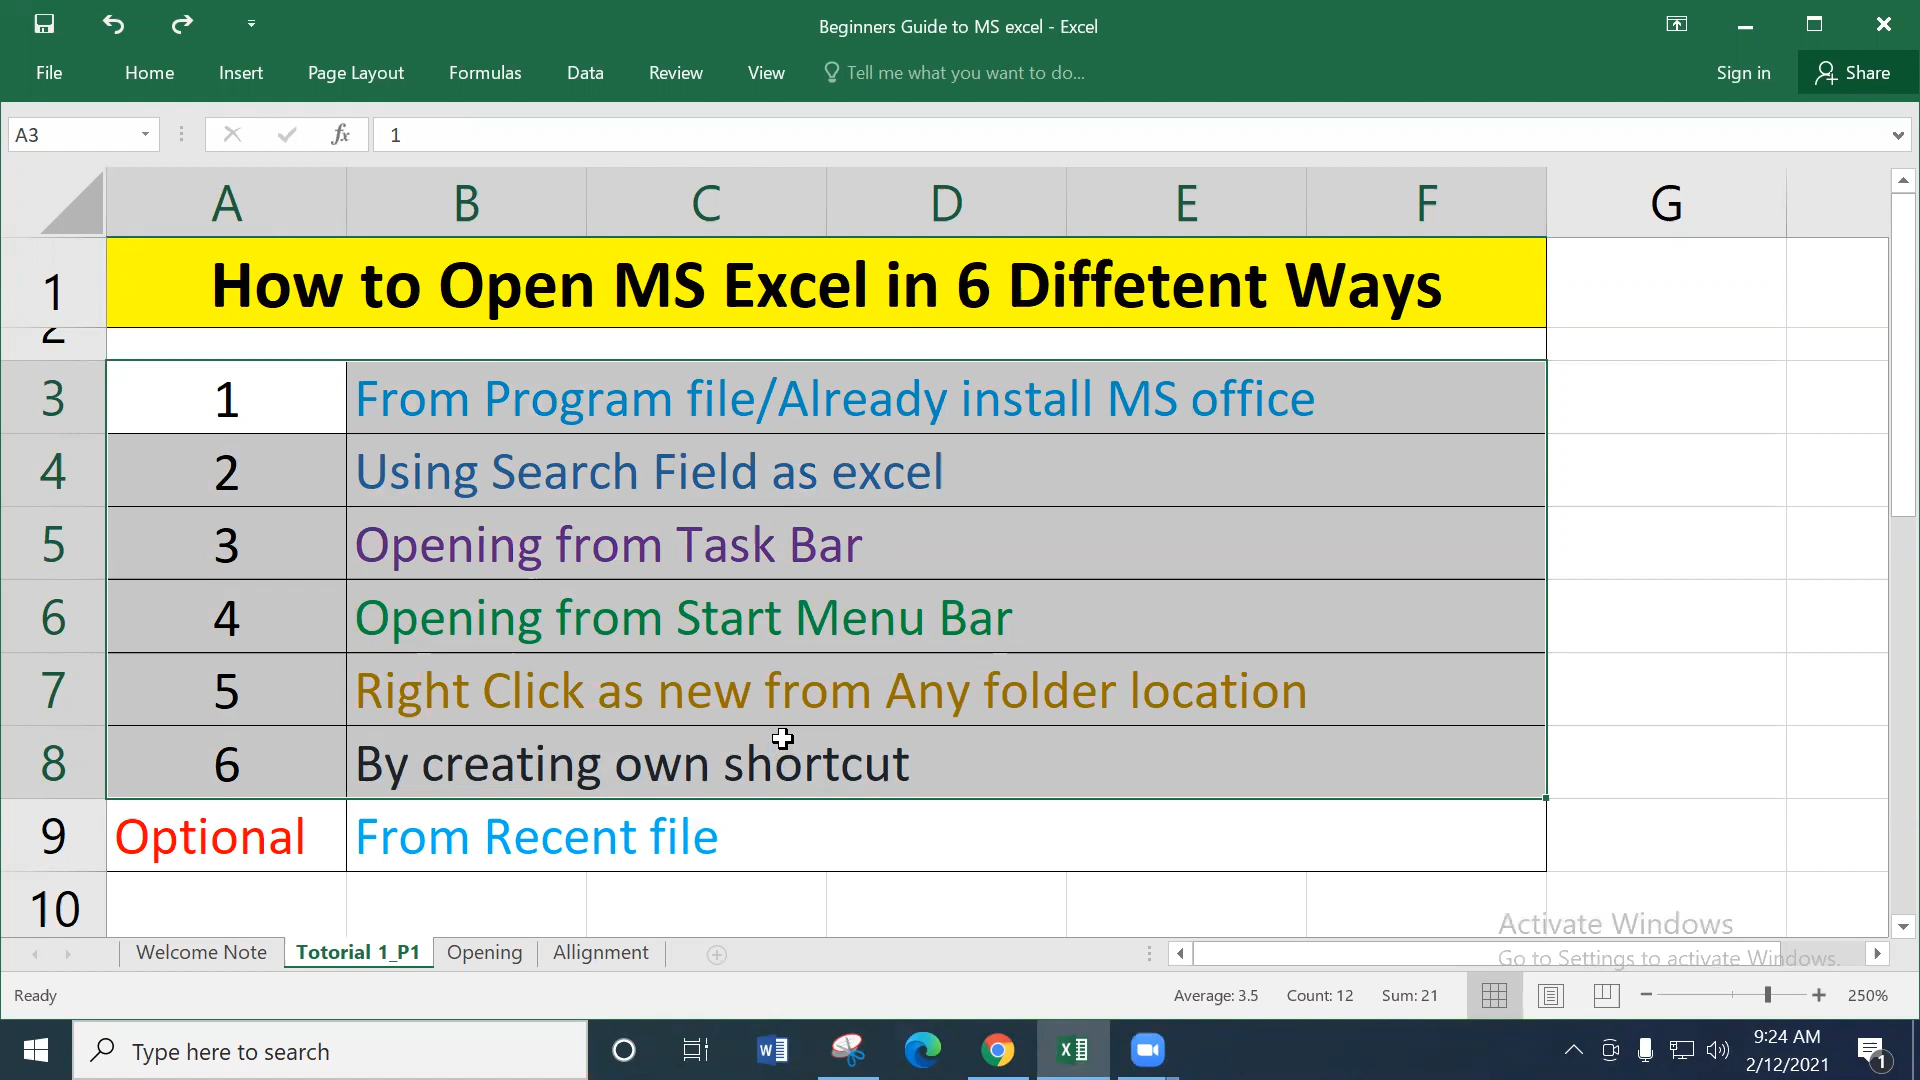 Beginners Guide to MS excel - Excel
File Home Insert Page Layout Formulas Data Review View Tell me what you want to do... Sign in Share
A3 fx 1
A B C D E F G
1 How to Open MS Excel in 6 Diffetent Ways
2
3 1 From Program file/Already install MS office
4 2 Using Search Field as excel
5 3 Opening from Task Bar
6 4 Opening from Start Menu Bar
7 5 Right Click as new from Any folder location
8 6 By creating own shortcut
9 Optional From Recent file
10
Activate Windows
Go to Settings to activate Windows.
Welcome Note Totorial 1_P1 Opening Allignment
Ready Average: 3.5 Count: 12 Sum: 21 250%
Type here to search
9:24 AM
2/12/2021
1